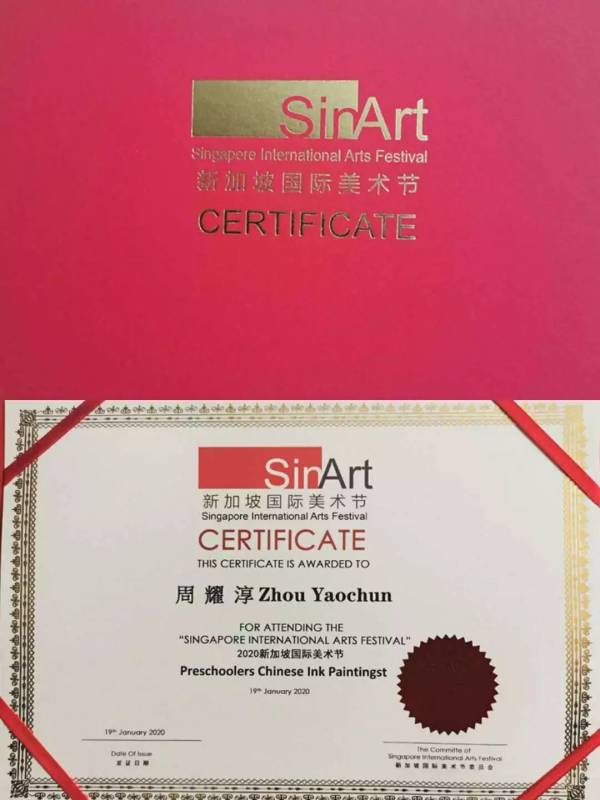 SinArt
Singapore International Arts Festival
新加坡国际美术节
CERTIFICATE
SinArt
新加坡国际美术节
Singapore International Arts Festival
CERTIFICATE
THIS CERTIFICATE IS AWARDED TO
周 耀 淳 Zhou Yaochun
FOR ATTENDING THE
"SINGAPORE INTERNATIONAL ARTS FESTIVAL"
2020新加坡国际美术节
Preschoolers Chinese Ink Paintingst
19th January 2020
19th January 2020
Date Of Issue
发证日期
The Committe of
Singapore International Arts Festival
新加坡国际美术节委员会